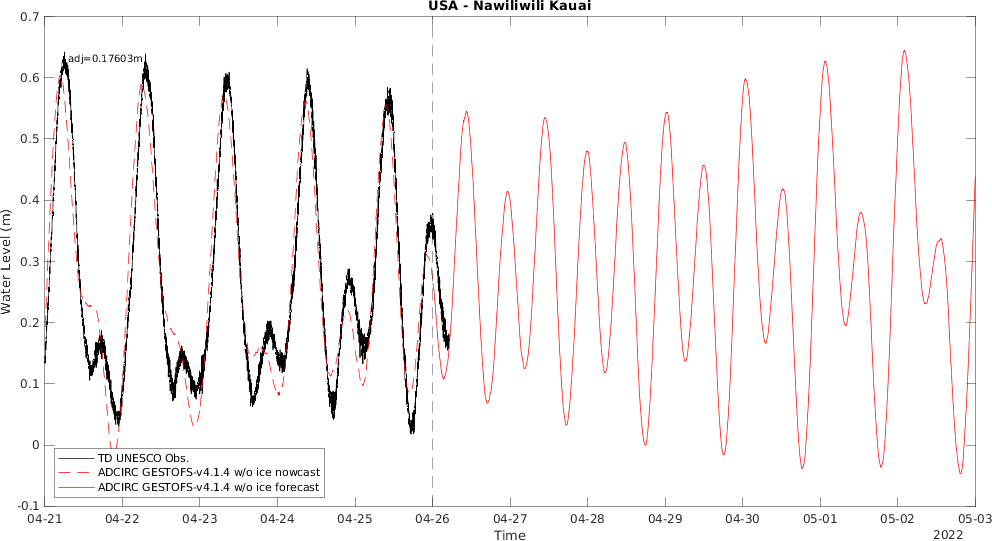 USA - Nawiliwili Kauai
0.7
adj=0.17603m
0.6
0.5
0.4
0.3
0.2
0.1
0
-0.1
Water Level (m)
TD UNESCO Obs.
ADCIRC GESTOFS-v4.1.4 w/o ice nowcast
ADCIRC GESTOFS-v4.1.4 w/o ice forecast
04-21 04-22 04-23 04-24 04-25 04-26 04-27 04-28 04-29 04-30 05-01 05-02 05-03
Time
2022